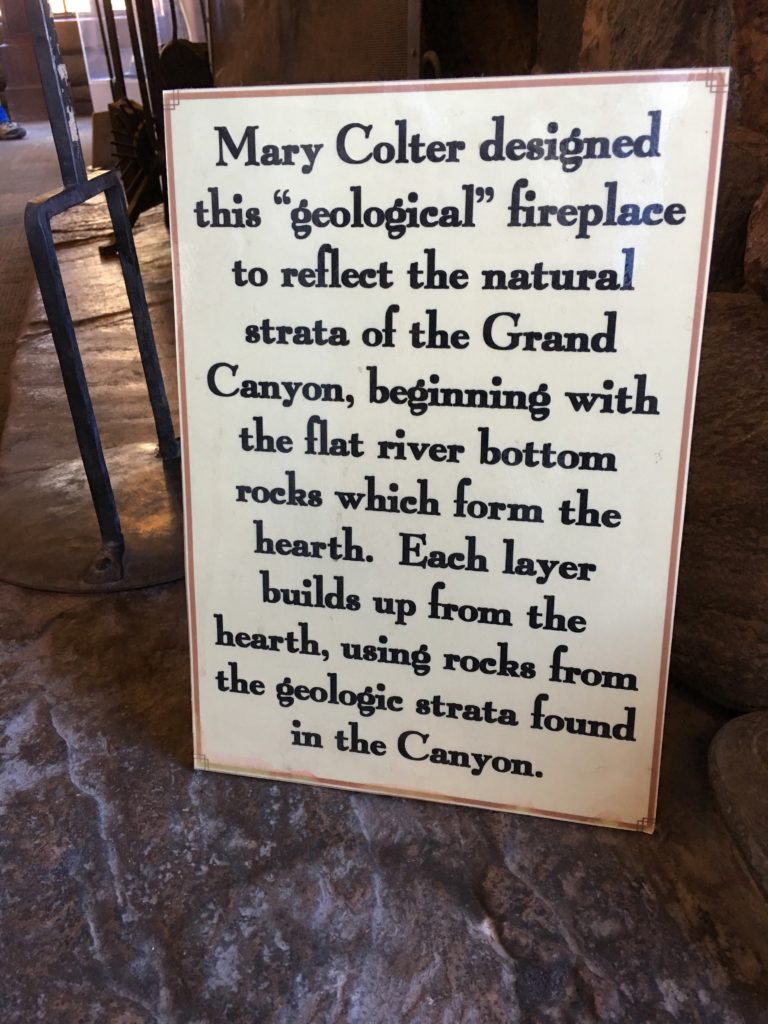 Mary Colter designed
this “geological” fireplace
to reflect the natural
strata of the Grand
Canyon, beginning with
the flat river bottom
rocks which form the
hearth. Each layer
builds up from the
hearth, using rocks from
the geologic strata found
in the Canyon.